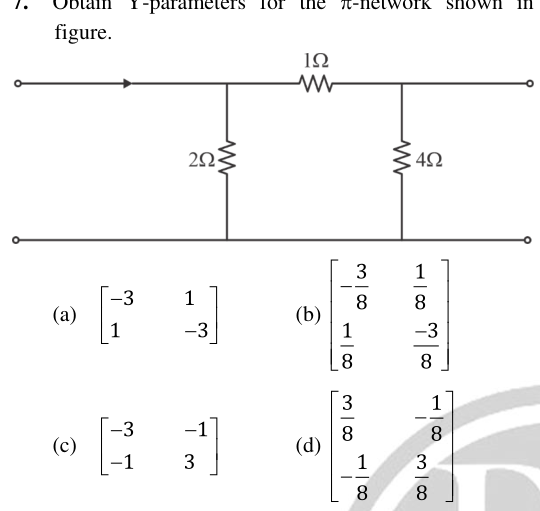 7. Obtain Y-parameters for the π-network shown in
figure.
1Ω
2Ω
4Ω
(a) [−3 1
1 −3]
(b) [−3/8 1/8
1/8 −3/8]
(c) [−3 −1
−1 3]
(d) [3/8 −1/8
−1/8 3/8]